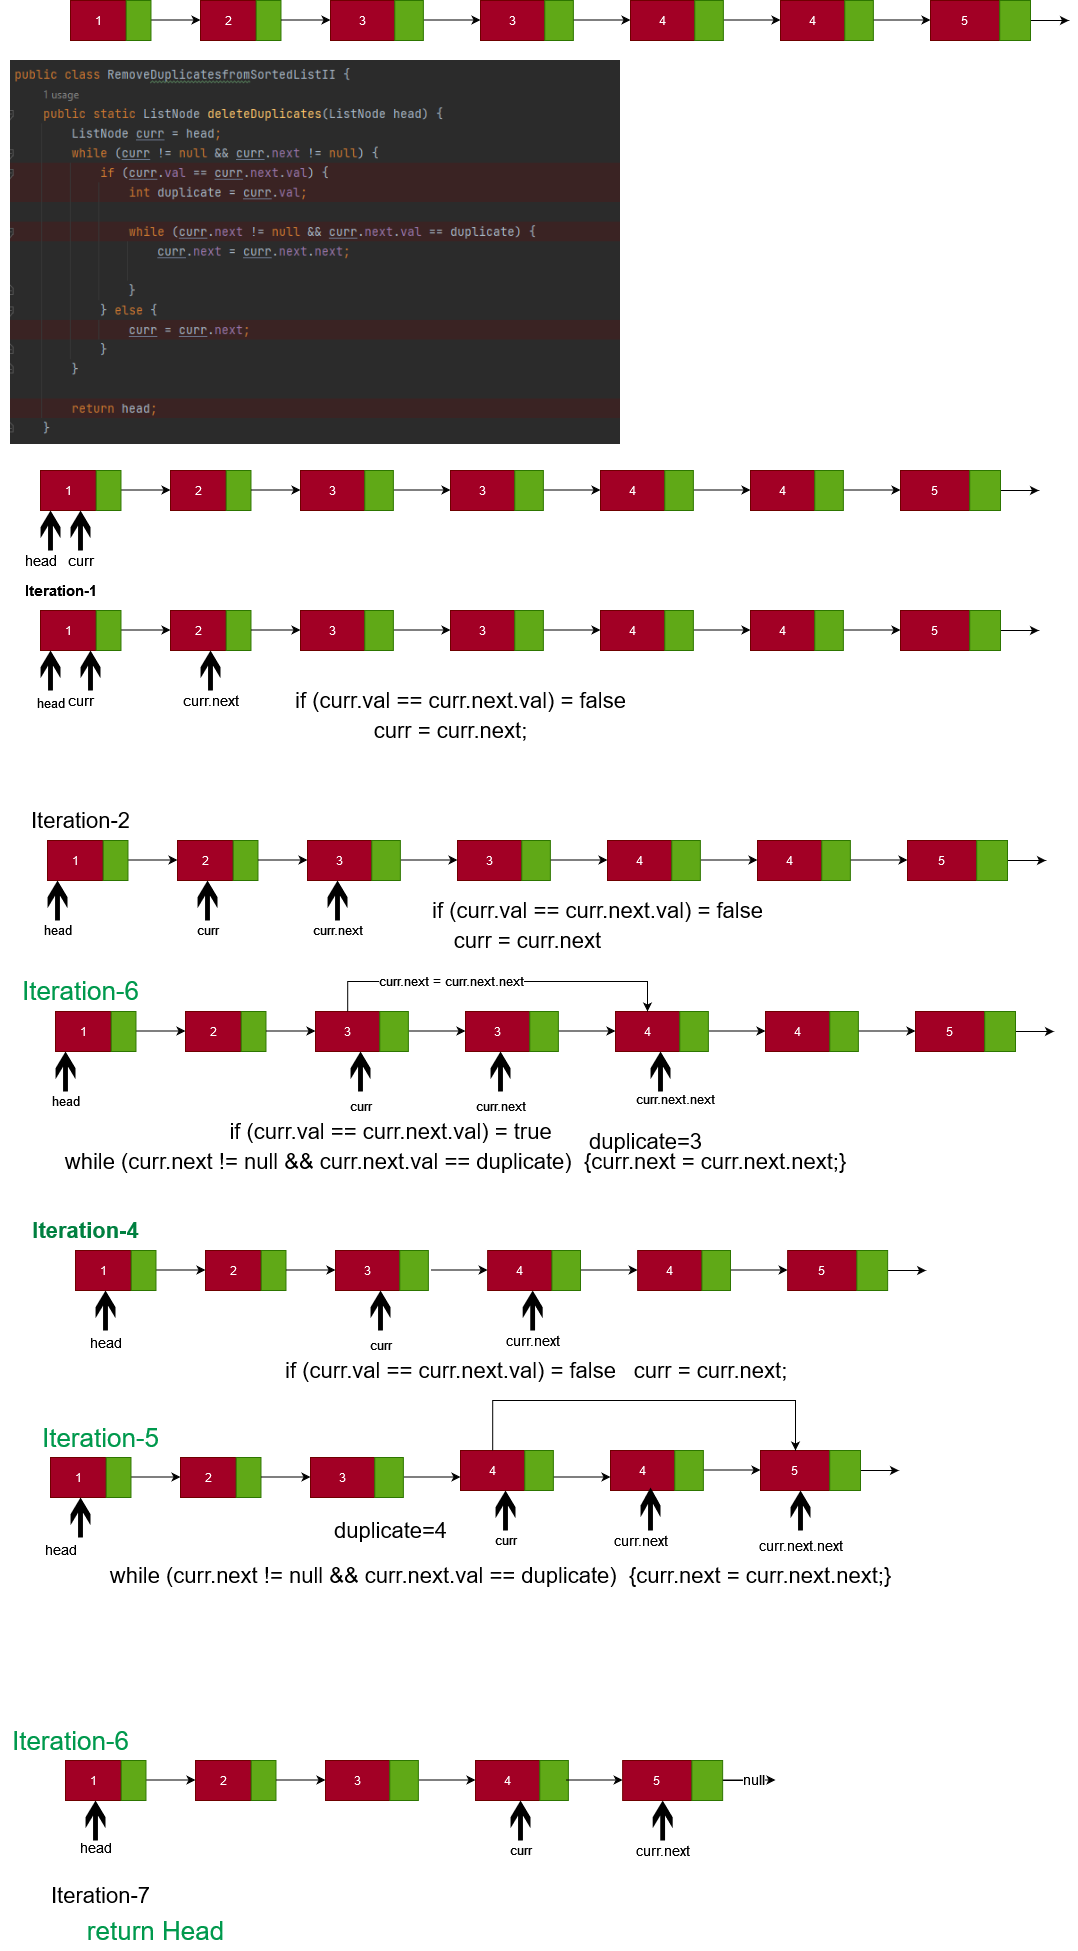 1 2 3 3 4 4 5
public class RemoveDuplicatesfromSortedListII {
1 usage
public static ListNode deleteDuplicates(ListNode head) {
ListNode curr = head;
while (curr != null && curr.next != null) {
if (curr.val == curr.next.val) {
int duplicate = curr.val;
while (curr.next != null && curr.next.val == duplicate) {
curr.next = curr.next.next;
}
} else {
curr = curr.next;
}
}
return head;
}
1 2 3 3 4 4 5
head curr
Iteration-1
1 2 3 3 4 4 5
head curr curr.next
if (curr.val == curr.next.val) = false
curr = curr.next;
Iteration-2
1 2 3 3 4 4 5
head curr curr.next
if (curr.val == curr.next.val) = false
curr = curr.next
Iteration-6
curr.next = curr.next.next
1 2 3 3 4 4 5
head curr curr.next curr.next.next
if (curr.val == curr.next.val) = true
duplicate=3
while (curr.next != null && curr.next.val == duplicate) {curr.next = curr.next.next;}
Iteration-4
1 2 3 4 4 5
head curr curr.next
if (curr.val == curr.next.val) = false curr = curr.next;
Iteration-5
1 2 3 4 4 5
duplicate=4
head curr curr.next curr.next.next
while (curr.next != null && curr.next.val == duplicate) {curr.next = curr.next.next;}
Iteration-6
1 2 3 4 5 null
head curr curr.next
Iteration-7
return Head